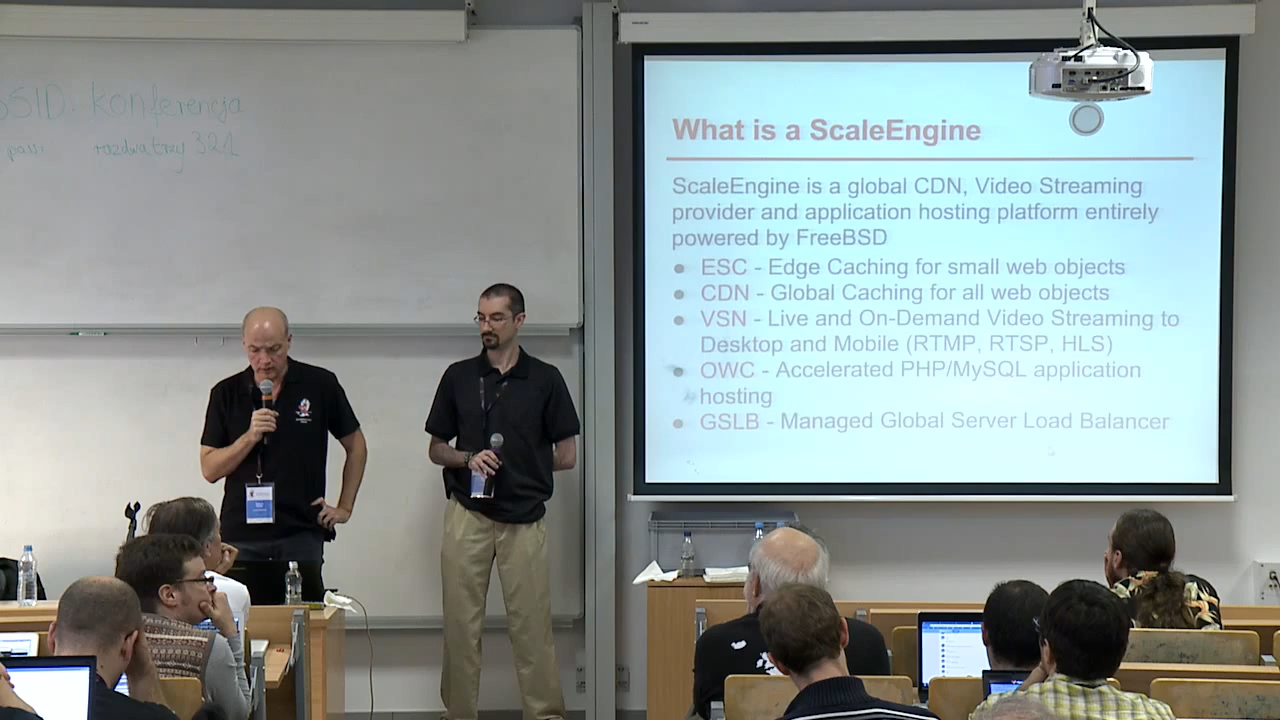 SSID: konferencja
pass: razdwatrzy 321
What is a ScaleEngine
ScaleEngine is a global CDN, Video Streaming
provider and application hosting platform entirely
powered by FreeBSD
● ESC - Edge Caching for small web objects
● CDN - Global Caching for all web objects
● VSN - Live and On-Demand Video Streaming to
Desktop and Mobile (RTMP, RTSP, HLS)
● OWC - Accelerated PHP/MySQL application
hosting
● GSLB - Managed Global Server Load Balancer